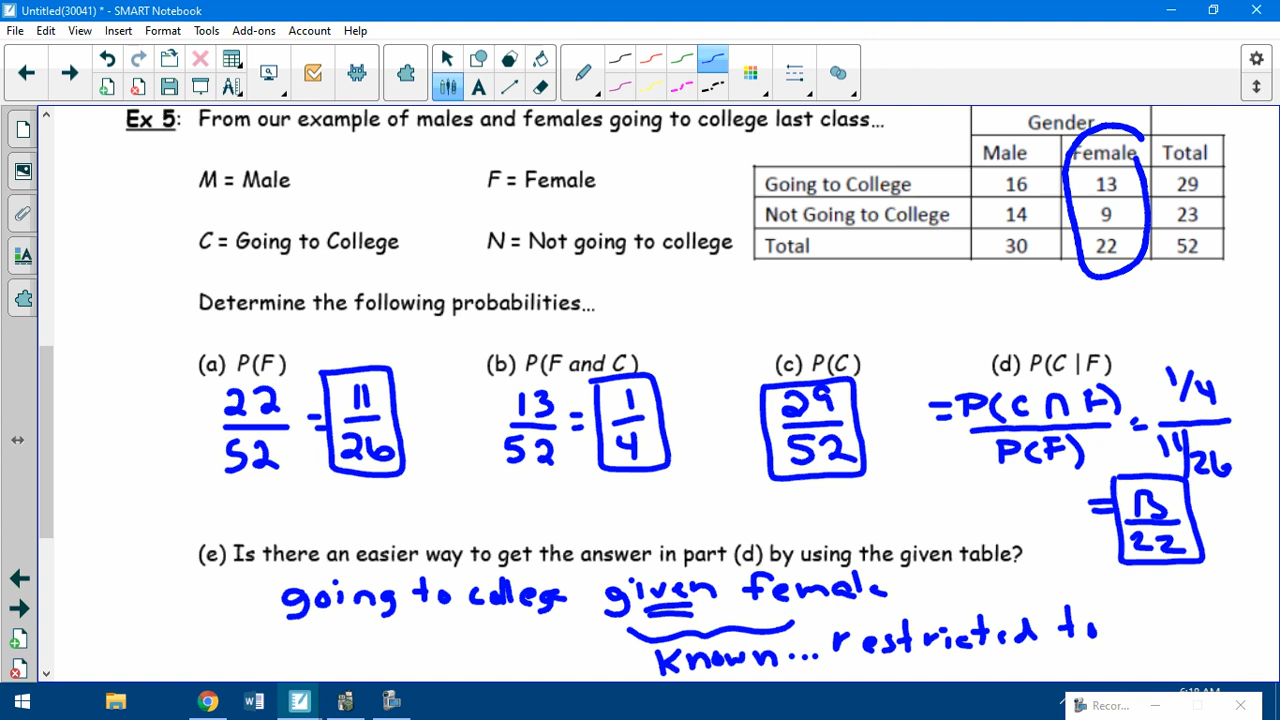 Untitled(30041) * - SMART Notebook
File Edit View Insert Format Tools Add-ons Account Help
Ex 5: From our example of males and females going to college last class...
M = Male F = Female
C = Going to College N = Not going to college
Gender
Male Female Total
Going to College 16 13 29
Not Going to College 14 9 23
Total 30 22 52
Determine the following probabilities...
(a) P(F) (b) P(F and C) (c) P(C) (d) P(C | F)
22/52 = 11/26
13/52 = 1/4
29/52
= P(C ∩ F)/P(F) = 1/4 / 11/26
= 13/22
(e) Is there an easier way to get the answer in part (d) by using the given table?
going to college given female
known... restricted to
Recor...